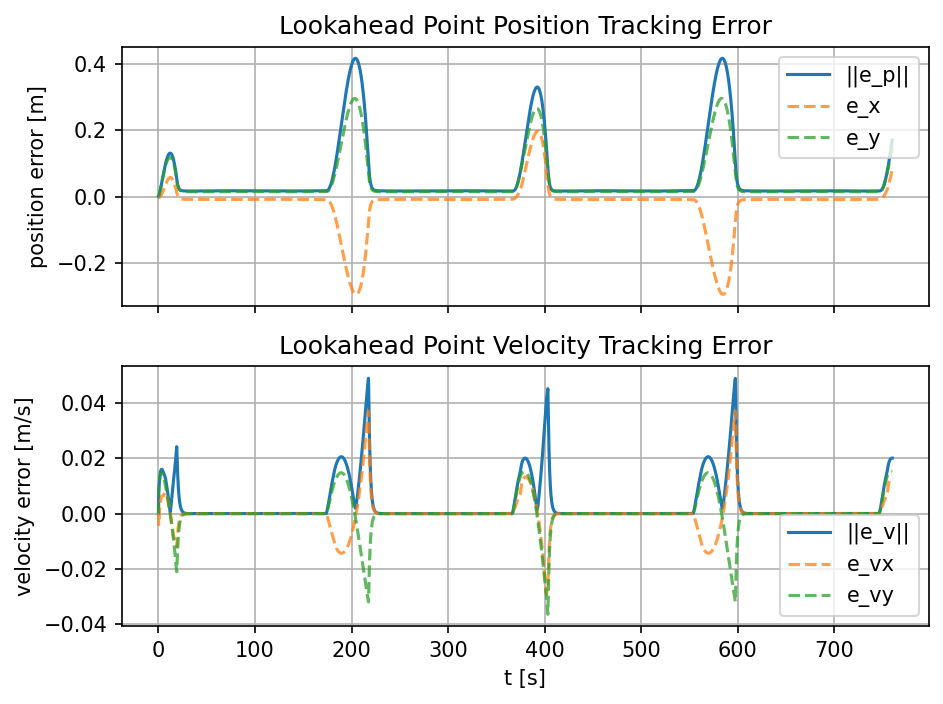 Lookahead Point Position Tracking Error
0.4
0.2
0.0
−0.2
position error [m]
||e_p||
e_x
e_y
Lookahead Point Velocity Tracking Error
0.04
0.02
0.00
−0.02
−0.04
velocity error [m/s]
||e_v||
e_vx
e_vy
0 100 200 300 400 500 600 700
t [s]